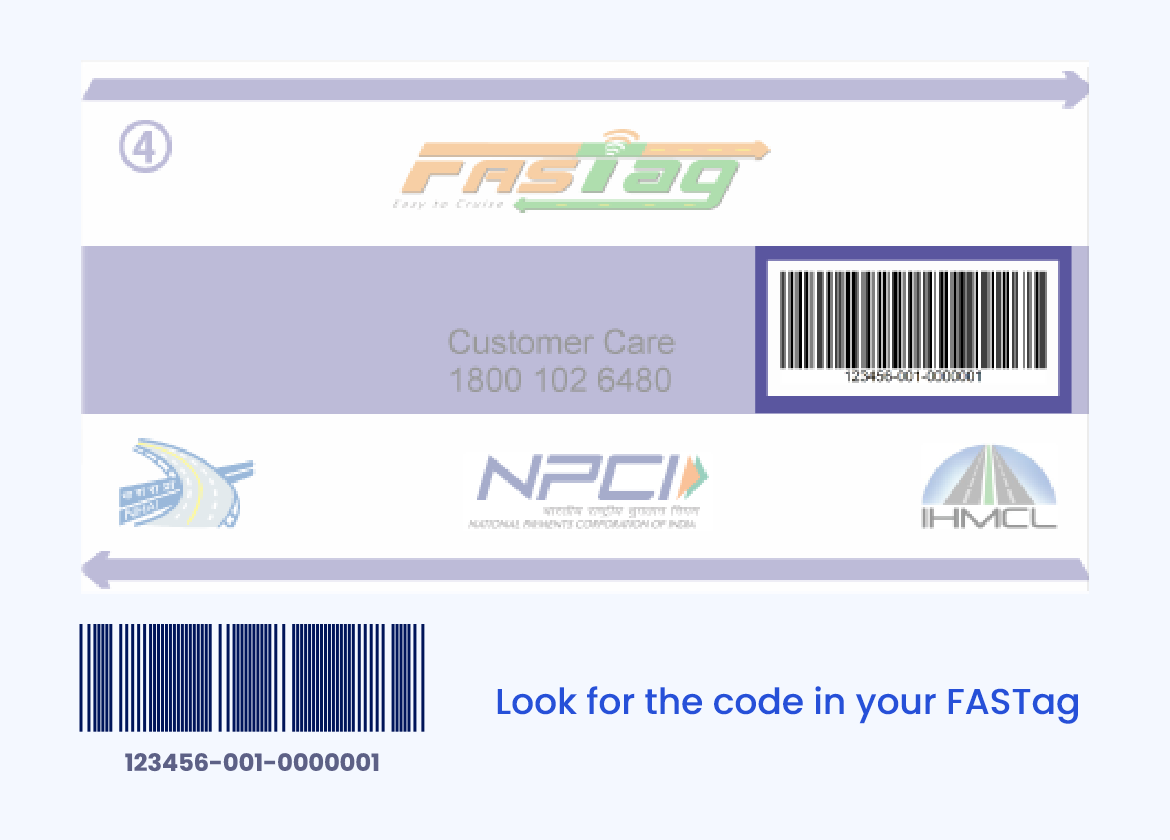 4
FASTag
Easy to Cruise
Customer Care
1800 102 6480
123456-001-0000001
भा रा रा प्रा
NHAI
NPCI
भारतीय राष्ट्रीय भुगतान निगम
NATIONAL PAYMENTS CORPORATION OF INDIA
IHMCL
Look for the code in your FASTag
123456-001-0000001